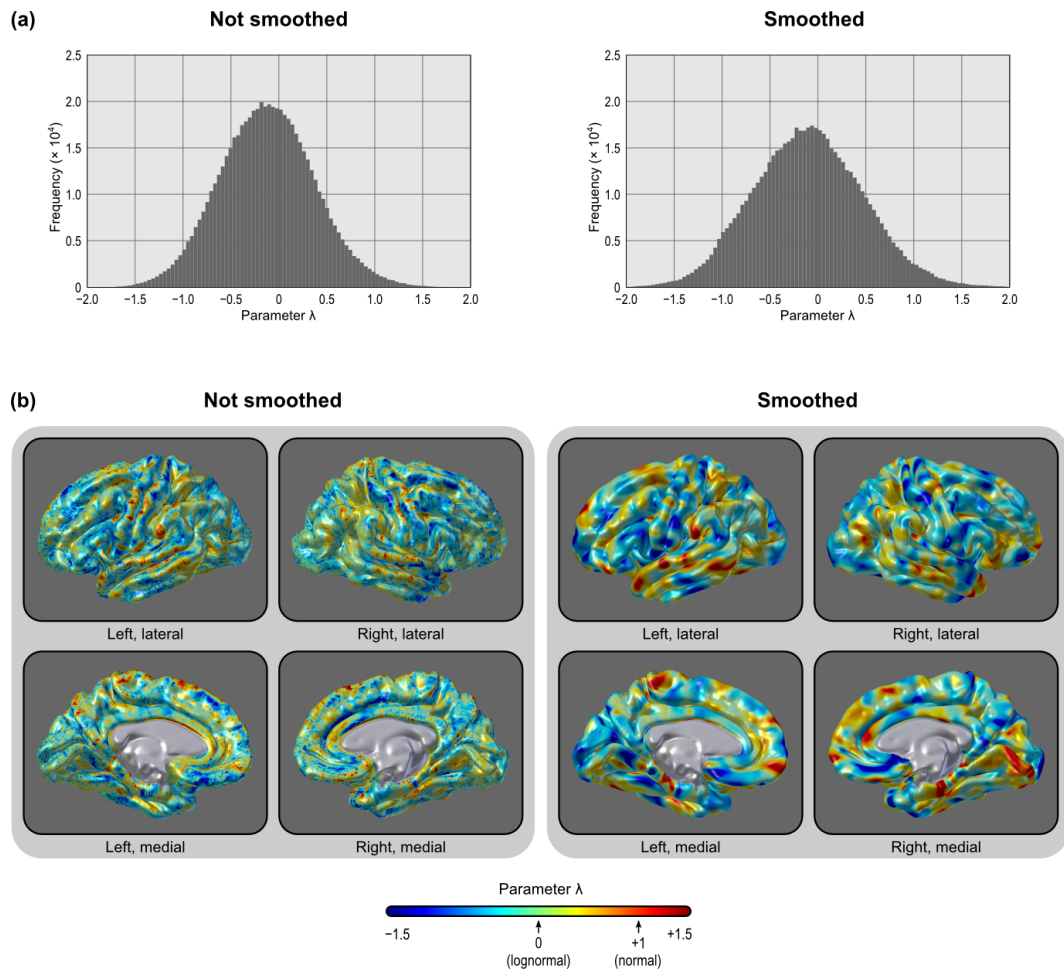 (a)
Not smoothed
Smoothed
Frequency (× 10⁴)
2.5
2.0
1.5
1.0
0.5
0
−2.0 −1.5 −1.0 −0.5 0 0.5 1.0 1.5 2.0
Parameter λ
Frequency (× 10⁴)
2.5
2.0
1.5
1.0
0.5
0
−2.0 −1.5 −1.0 −0.5 0 0.5 1.0 1.5 2.0
Parameter λ
(b)
Not smoothed
Smoothed
Left, lateral
Right, lateral
Left, lateral
Right, lateral
Left, medial
Right, medial
Left, medial
Right, medial
Parameter λ
−1.5
0
(lognormal)
+1
(normal)
+1.5